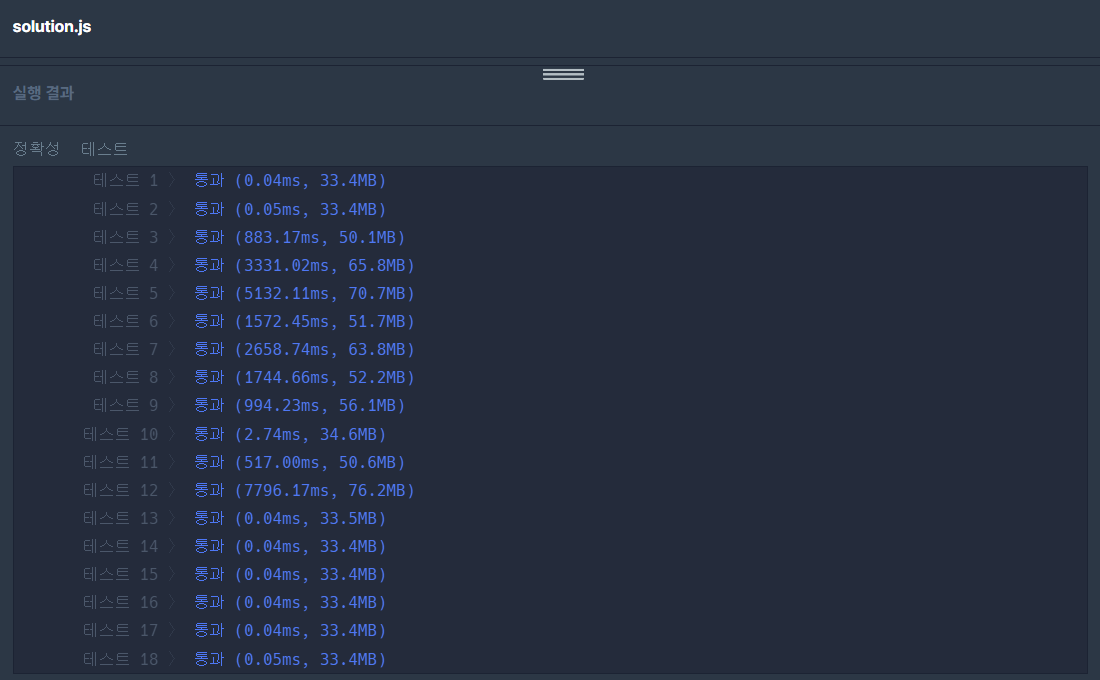 solution.js
실행 결과
정확성 테스트
테스트 1 〉 통과 (0.04ms, 33.4MB)
테스트 2 〉 통과 (0.05ms, 33.4MB)
테스트 3 〉 통과 (883.17ms, 50.1MB)
테스트 4 〉 통과 (3331.02ms, 65.8MB)
테스트 5 〉 통과 (5132.11ms, 70.7MB)
테스트 6 〉 통과 (1572.45ms, 51.7MB)
테스트 7 〉 통과 (2658.74ms, 63.8MB)
테스트 8 〉 통과 (1744.66ms, 52.2MB)
테스트 9 〉 통과 (994.23ms, 56.1MB)
테스트 10 〉 통과 (2.74ms, 34.6MB)
테스트 11 〉 통과 (517.00ms, 50.6MB)
테스트 12 〉 통과 (7796.17ms, 76.2MB)
테스트 13 〉 통과 (0.04ms, 33.5MB)
테스트 14 〉 통과 (0.04ms, 33.4MB)
테스트 15 〉 통과 (0.04ms, 33.4MB)
테스트 16 〉 통과 (0.04ms, 33.4MB)
테스트 17 〉 통과 (0.04ms, 33.4MB)
테스트 18 〉 통과 (0.05ms, 33.4MB)